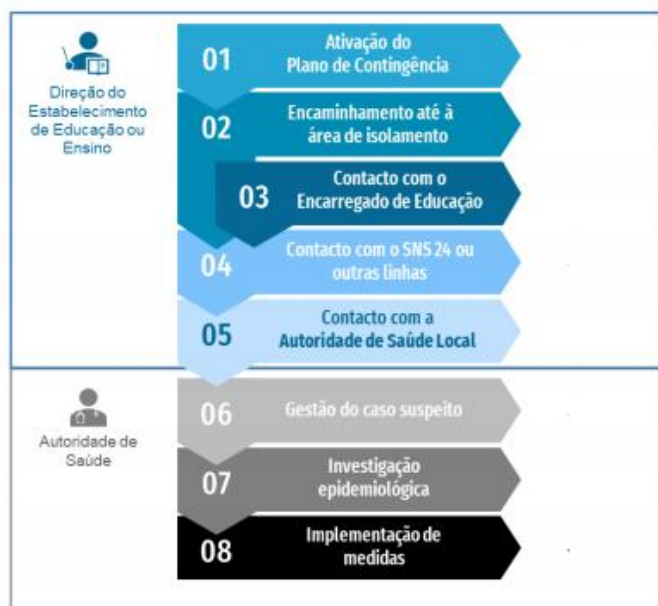 Direção do
Estabelecimento
de Educação ou
Ensino
01
Ativação do
Plano de Contingência
02
Encaminhamento até à
área de isolamento
03
Contacto com o
Encarregado de Educação
04
Contacto com o SNS 24 ou
outras linhas
05
Contacto com a
Autoridade de Saúde Local
Autoridade de
Saúde
06
Gestão do caso suspeito
07
Investigação
epidemiológica
08
Implementação de
medidas